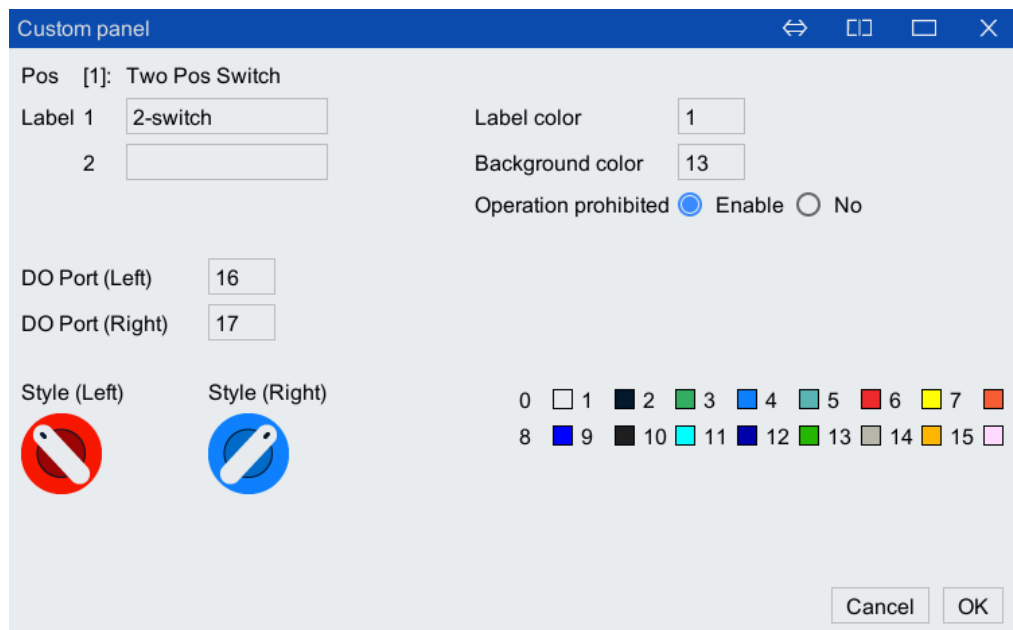 Custom panel
Pos [1]: Two Pos Switch
Label 1 2-switch Label color 1
2 Background color 13
Operation prohibited Enable No
DO Port (Left) 16
DO Port (Right) 17
Style (Left) Style (Right)
0 1 2 3 4 5 6 7
8 9 10 11 12 13 14 15
Cancel OK